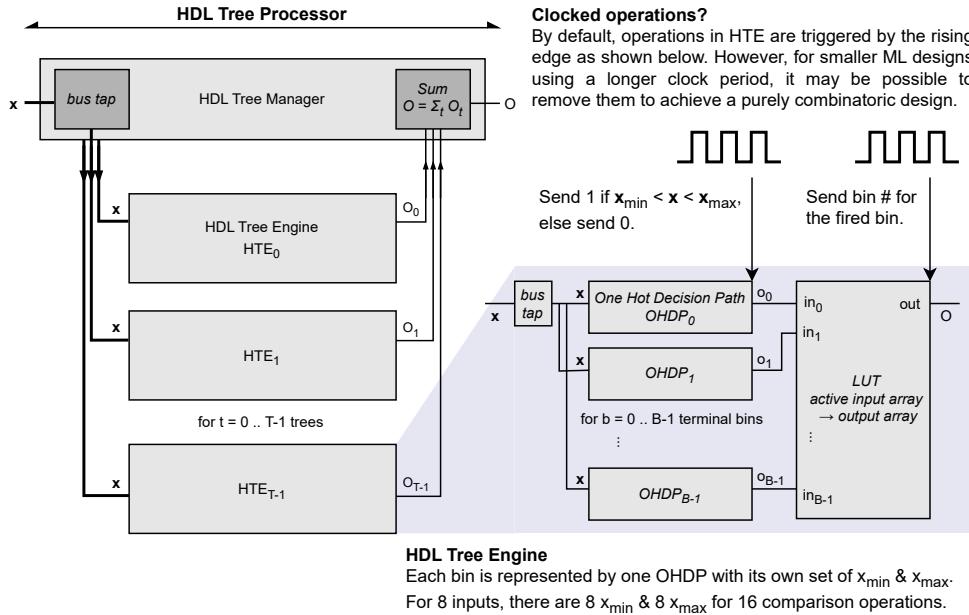 HDL Tree Processor
x
bus tap
HDL Tree Manager
Sum
O = Σt Ot
O
x
HDL Tree Engine
HTE0
O0
x
HTE1
O1
for t = 0 .. T-1 trees
x
HTET-1
OT-1
Clocked operations?
By default, operations in HTE are triggered by the rising
edge as shown below. However, for smaller ML designs
using a longer clock period, it may be possible to
remove them to achieve a purely combinatoric design.
Send 1 if xmin < x < xmax,
else send 0.
Send bin # for
the fired bin.
x
bus
tap
x
One Hot Decision Path
OHDP0
o0
x
OHDP1
o1
for b = 0 .. B-1 terminal bins
⋮
x
OHDPB-1
oB-1
in0
in1
out
O
LUT
active input array
→ output array
⋮
inB-1
HDL Tree Engine
Each bin is represented by one OHDP with its own set of xmin & xmax.
For 8 inputs, there are 8 xmin & 8 xmax for 16 comparison operations.